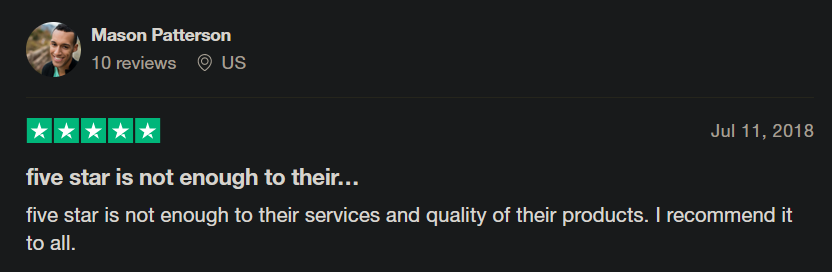 Mason Patterson
10 reviews US
Jul 11, 2018
five star is not enough to their...
five star is not enough to their services and quality of their products. I recommend it
to all.